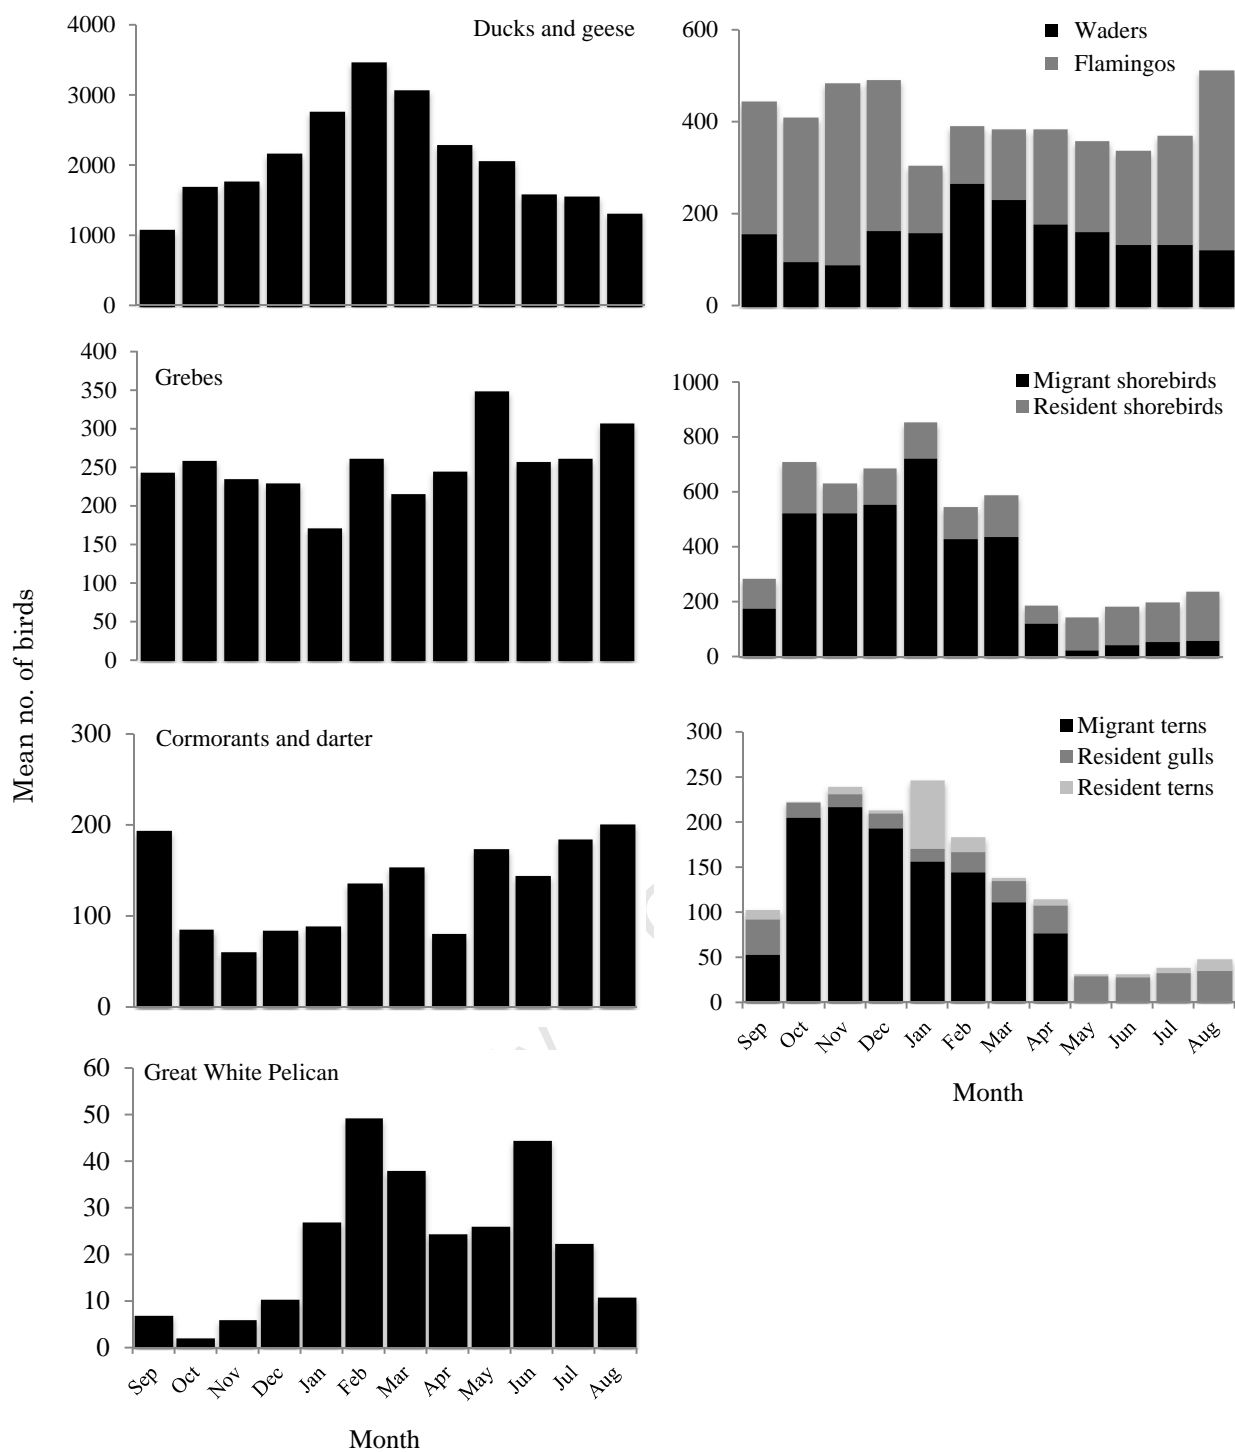 Mean no. of birds
Ducks and geese
4000
3000
2000
1000
0
Waders
Flamingos
600
400
200
0
Grebes
400
350
300
250
200
150
100
50
0
Migrant shorebirds
Resident shorebirds
1000
800
600
400
200
0
Cormorants and darter
300
200
100
0
Migrant terns
Resident gulls
Resident terns
300
250
200
150
100
50
0
Sep Oct Nov Dec Jan Feb Mar Apr May Jun Jul Aug
Month
Great White Pelican
60
50
40
30
20
10
0
Sep Oct Nov Dec Jan Feb Mar Apr May Jun Jul Aug
Month